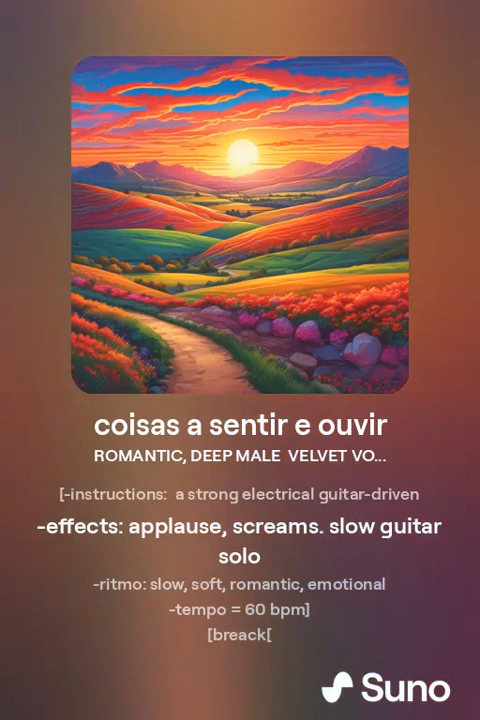 coisas a sentir e ouvir
ROMANTIC, DEEP MALE VELVET VO...
[-instructions: a strong electrical guitar-driven
-effects: applause, screams. slow guitar
solo
-ritmo: slow, soft, romantic, emotional
-tempo = 60 bpm]
[breack[
Suno